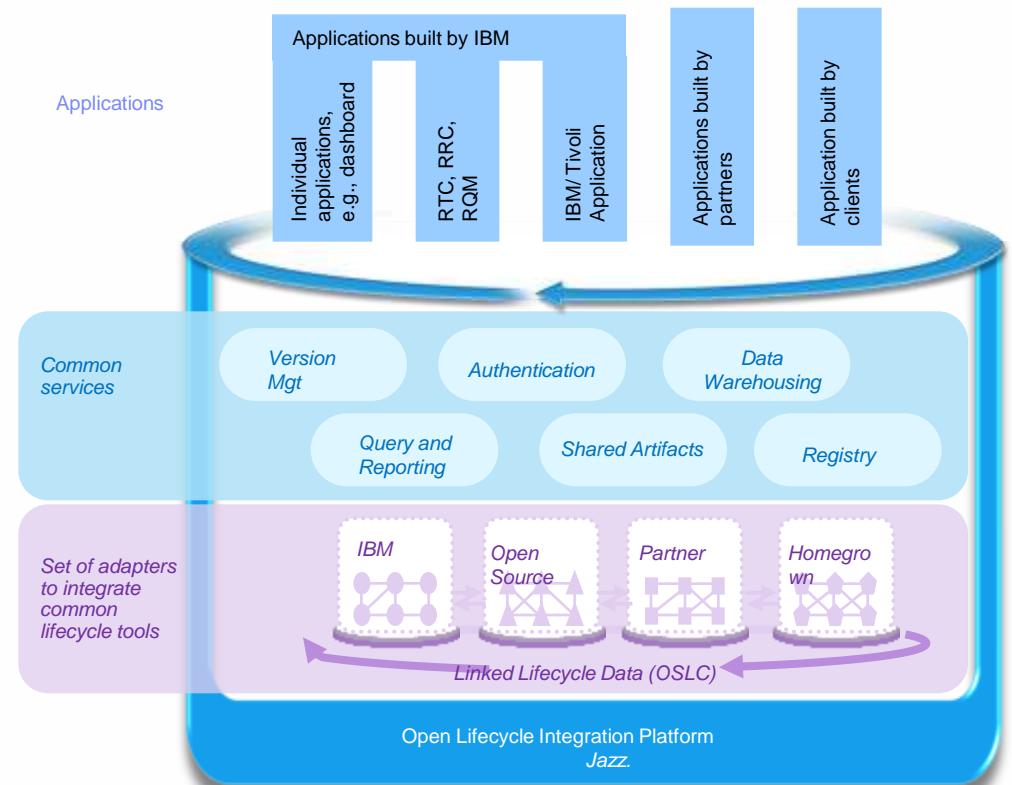 Applications built by IBM
Applications
Individual
applications,
e.g., dashboard
RTC, RRC,
RQM
IBM/ Tivoli
Application
Applications built by
partners
Application built by
clients
Common
services
Version
Mgt
Authentication
Data
Warehousing
Query and
Reporting
Shared Artifacts
Registry
Set of adapters
to integrate
common
lifecycle tools
IBM
Open
Source
Partner
Homegro
wn
Linked Lifecycle Data (OSLC)
Open Lifecycle Integration Platform
Jazz.